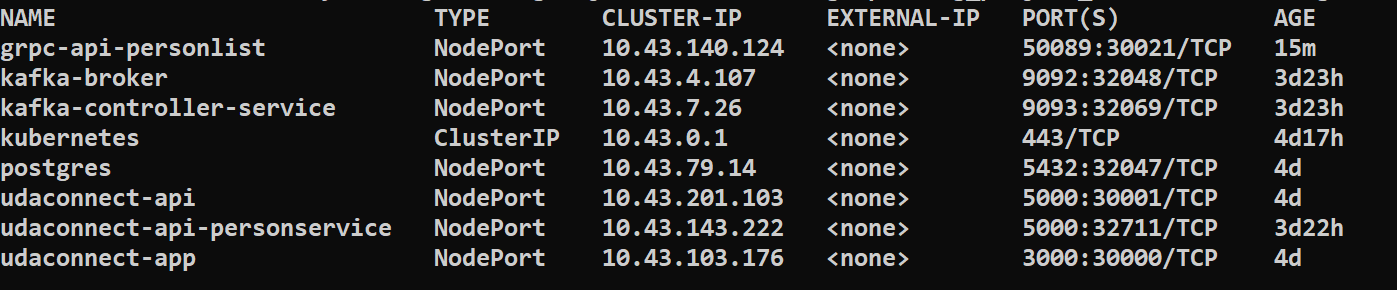 NAME TYPE CLUSTER-IP EXTERNAL-IP PORT(S) AGE
grpc-api-personlist NodePort 10.43.140.124 <none> 50089:30021/TCP 15m
kafka-broker NodePort 10.43.4.107 <none> 9092:32048/TCP 3d23h
kafka-controller-service NodePort 10.43.7.26 <none> 9093:32069/TCP 3d23h
kubernetes ClusterIP 10.43.0.1 <none> 443/TCP 4d17h
postgres NodePort 10.43.79.14 <none> 5432:32047/TCP 4d
udaconnect-api NodePort 10.43.201.103 <none> 5000:30001/TCP 4d
udaconnect-api-personservice NodePort 10.43.143.222 <none> 5000:32711/TCP 3d22h
udaconnect-app NodePort 10.43.103.176 <none> 3000:30000/TCP 4d